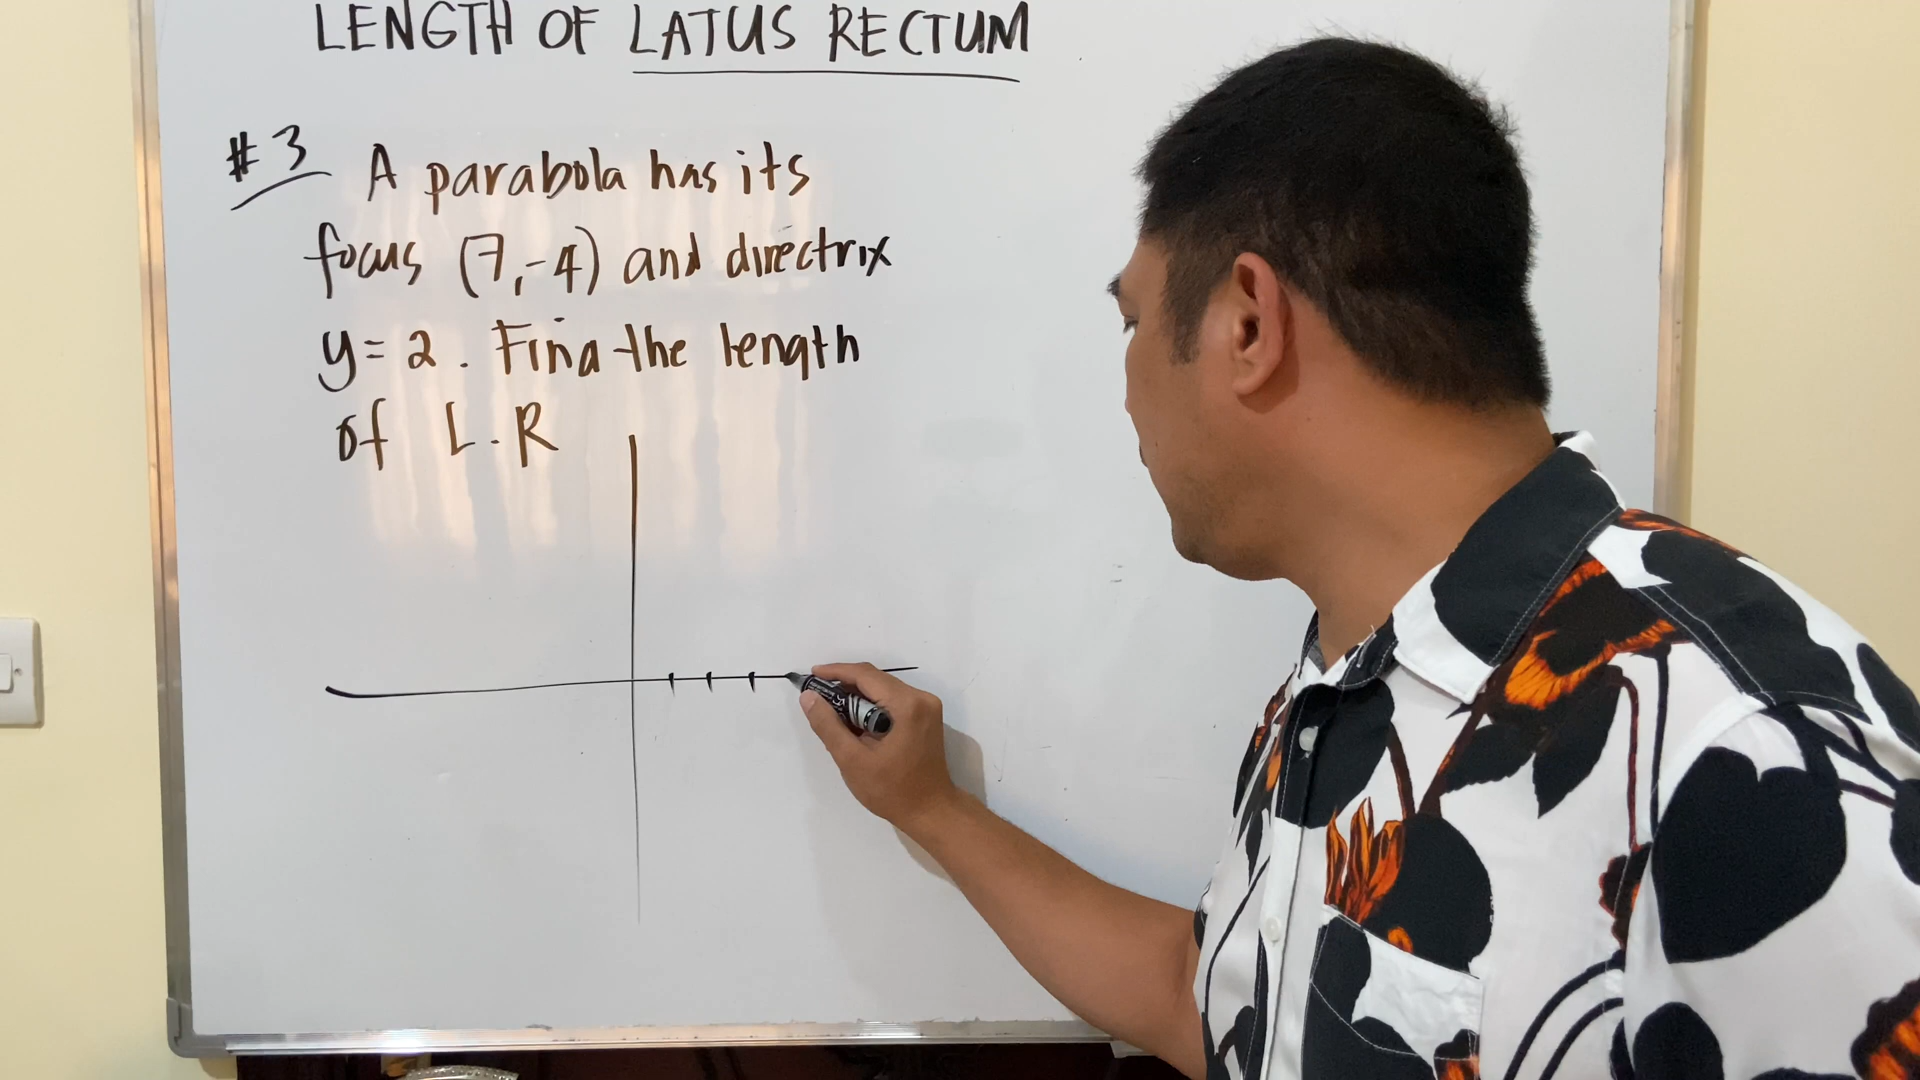 LENGTH OF LATUS RECTUM
#3 A parabola has its
focus (7,-4) and directrix
y=2. Find the length
of L.R